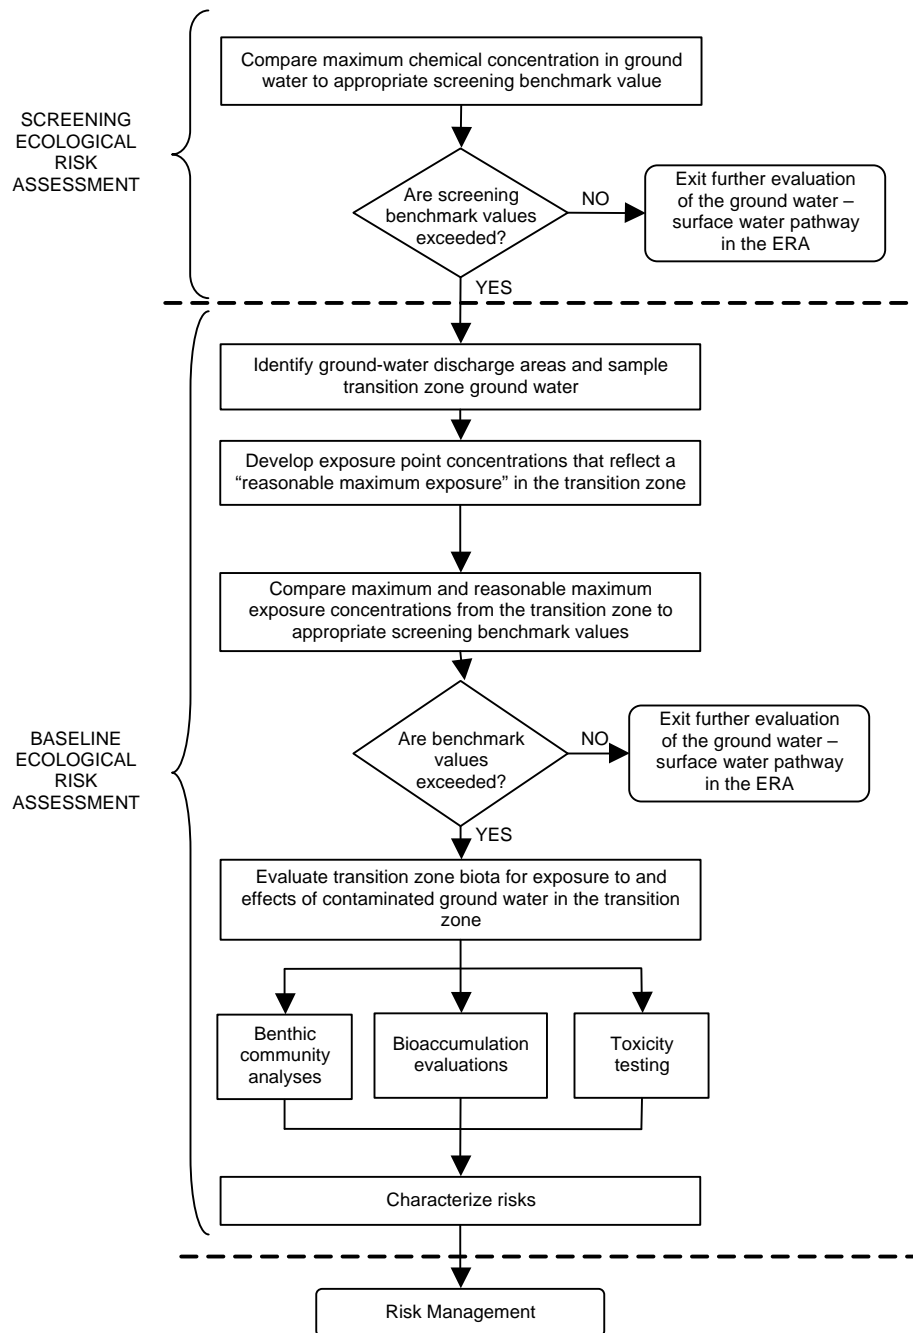 Compare maximum chemical concentration in ground
water to appropriate screening benchmark value
SCREENING
ECOLOGICAL
RISK
ASSESSMENT
Are screening
benchmark values
exceeded?
NO
Exit further evaluation
of the ground water –
surface water pathway
in the ERA
YES
Identify ground-water discharge areas and sample
transition zone ground water
Develop exposure point concentrations that reflect a
“reasonable maximum exposure” in the transition zone
Compare maximum and reasonable maximum
exposure concentrations from the transition zone to
appropriate screening benchmark values
BASELINE
ECOLOGICAL
RISK
ASSESSMENT
Are benchmark
values
exceeded?
NO
Exit further evaluation
of the ground water –
surface water pathway
in the ERA
YES
Evaluate transition zone biota for exposure to and
effects of contaminated ground water in the transition
zone
Benthic
community
analyses
Bioaccumulation
evaluations
Toxicity
testing
Characterize risks
Risk Management